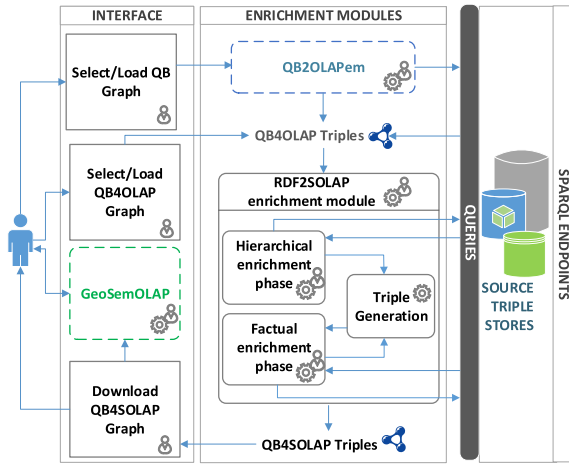 INTERFACE
ENRICHMENT MODULES
Select/Load QB
Graph
QB2OLAPem
QB4OLAP Triples
Select/Load
QB4OLAP
Graph
RDF2SOLAP
enrichment module
Hierarchical
enrichment
phase
GeoSemOLAP
Triple
Generation
Factual
enrichment
phase
Download
QB4SOLAP
Graph
QB4SOLAP Triples
QUERIES
SOURCE
TRIPLE
STORES
SPARQL ENDPOINTS